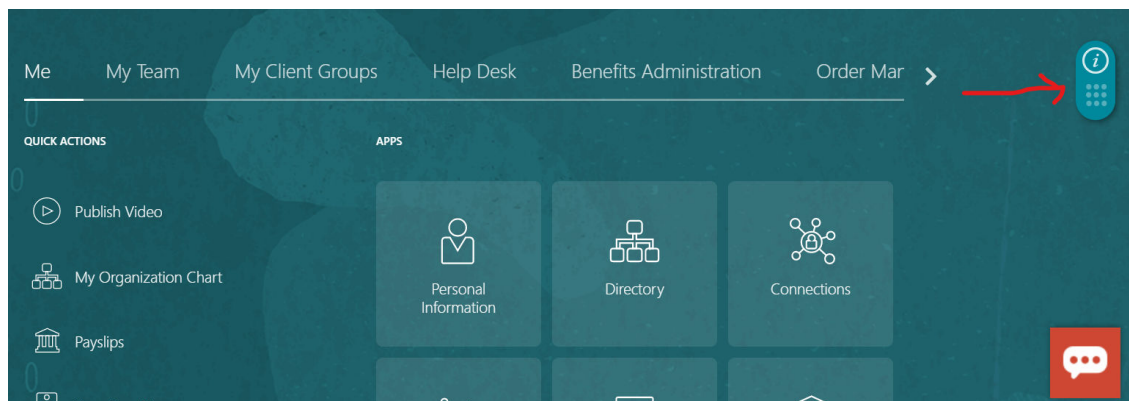 Me My Team My Client Groups Help Desk Benefits Administration Order Mar
i
QUICK ACTIONS
APPS
Publish Video
My Organization Chart
Payslips
Personal
Information
Directory
Connections